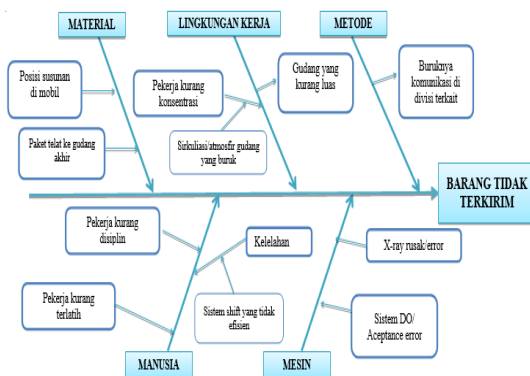 MATERIAL
LINGKUNGAN KERJA
METODE
Posisi susunan
di mobil
Pekerja kurang
konsentrasi
Gudang yang
kurang luas
Buruknya
komunikasi di
divisi terkait
Paket telat ke gudang
akhir
Sirkulasi/atmosfir gudang
yang buruk
BARANG TIDAK
TERKIRIM
Pekerja kurang
disiplin
Kelelahan
X-ray rusak/error
Pekerja kurang
terlatih
Sistem shift yang tidak
efisien
Sistem DO/
Aceptance error
MANUSIA
MESIN